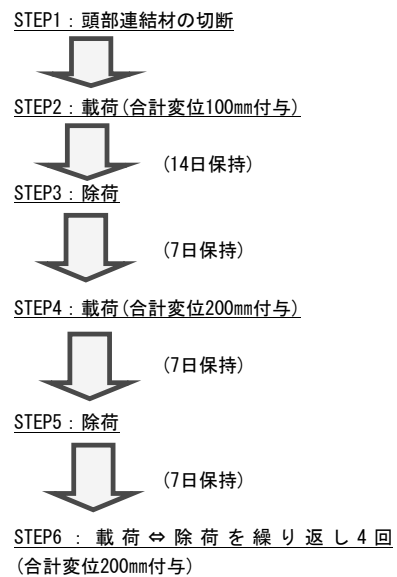 STEP1：頭部連結材の切断
STEP2：載荷(合計変位100㎜付与)
(14日保持)
STEP3：除荷
(7日保持)
STEP4：載荷(合計変位200㎜付与)
(7日保持)
STEP5：除荷
(7日保持)
STEP6：載荷⇔除荷を繰り返し4回
(合計変位200㎜付与)